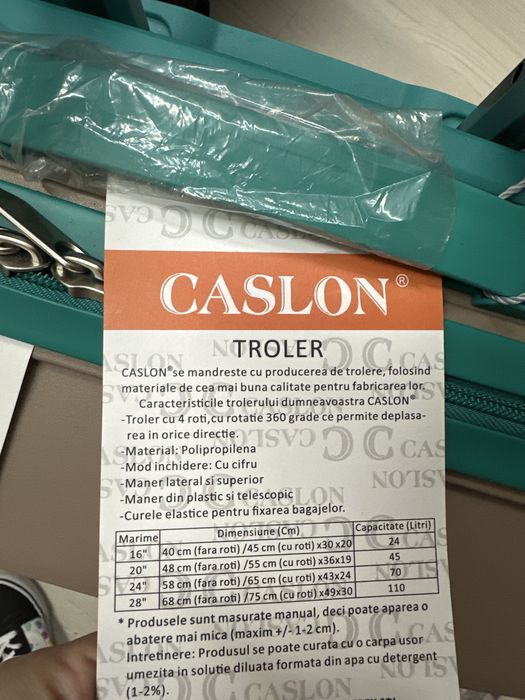 CASLON®
TROLER
CASLON®se mandreste cu producerea de trolere, folosind
materiale de cea mai buna calitate pentru fabricarea lor.
Caracteristicile trolerului dumneavoastra CASLON®
-Troler cu 4 roti,cu rotatie 360 grade ce permite deplasa-
rea in orice directie.
-Material: Polipropilena
-Mod inchidere: Cu cifru
-Maner lateral si superior
-Maner din plastic si telescopic
-Curele elastice pentru fixarea bagajelor.
Marime Dimensiune (Cm) Capacitate (Litri)
16" 40 cm (fara roti) /45 cm (cu roti) x30 x20 24
20" 48 cm (fara roti) /55 cm (cu roti) x36x19 45
24" 58 cm (fara roti) /65 cm (cu roti) x43x24 70
28" 68 cm (fara roti) /75 cm (cu roti) x49x30 110
* Produsele sunt masurate manual, deci poate aparea o
abatere mai mica (maxim +/- 1-2 cm).
Intretinere: Produsul se poate curata cu o carpa usor
umezita in solutie diluata formata din apa cu detergent
(1-2%).